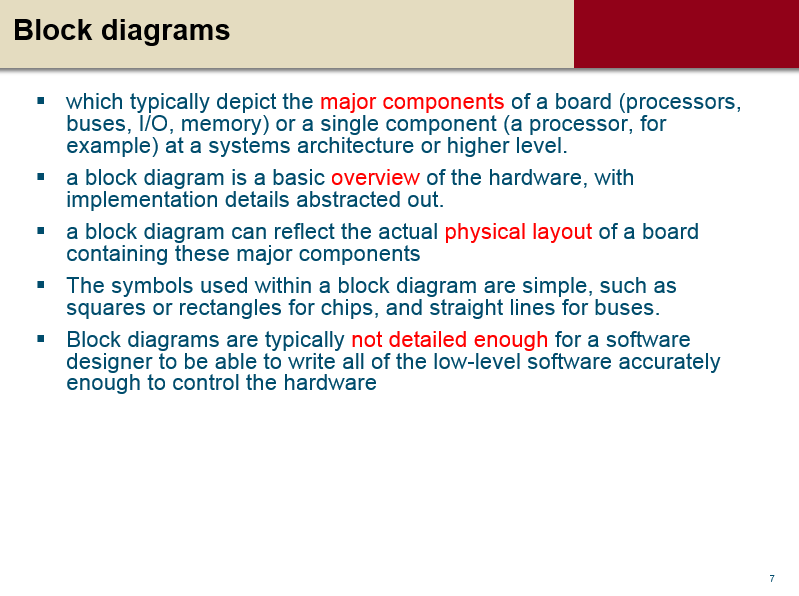 Block diagrams
▪ which typically depict the major components of a board (processors,
buses, I/O, memory) or a single component (a processor, for
example) at a systems architecture or higher level.
▪ a block diagram is a basic overview of the hardware, with
implementation details abstracted out.
▪ a block diagram can reflect the actual physical layout of a board
containing these major components
▪ The symbols used within a block diagram are simple, such as
squares or rectangles for chips, and straight lines for buses.
▪ Block diagrams are typically not detailed enough for a software
designer to be able to write all of the low-level software accurately
enough to control the hardware
7